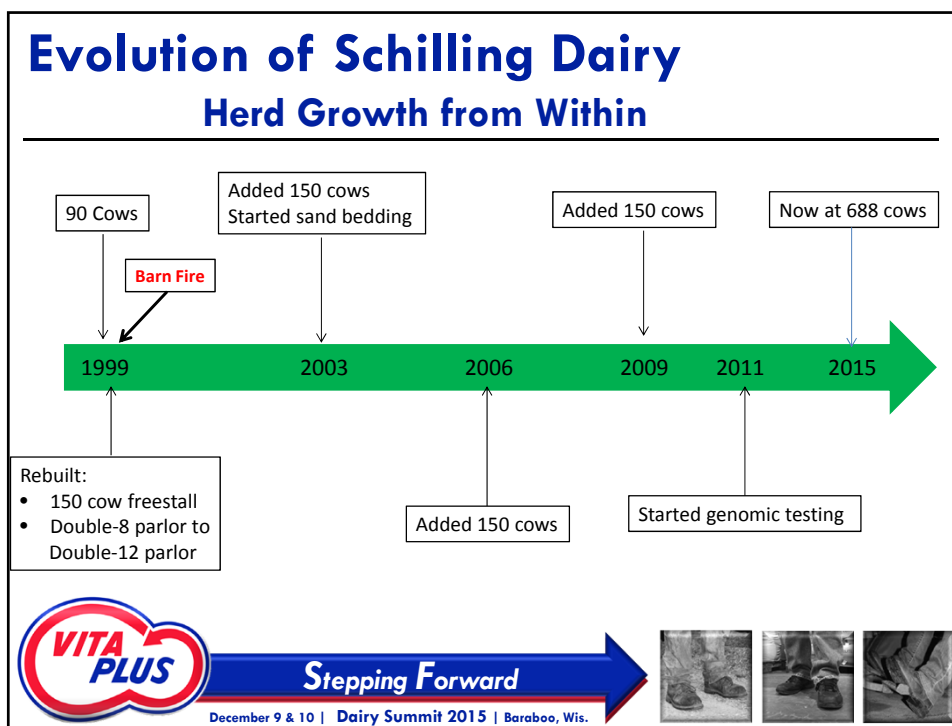 Evolution of Schilling Dairy
Herd Growth from Within
90 Cows
Barn Fire
Added 150 cows
Started sand bedding
Added 150 cows
Now at 688 cows
1999
2003
2006
2009
2011
2015
Rebuilt:
• 150 cow freestall
• Double-8 parlor to
Double-12 parlor
Added 150 cows
Started genomic testing
VITA
PLUS
Stepping Forward
December 9 & 10 | Dairy Summit 2015 | Baraboo, Wis.